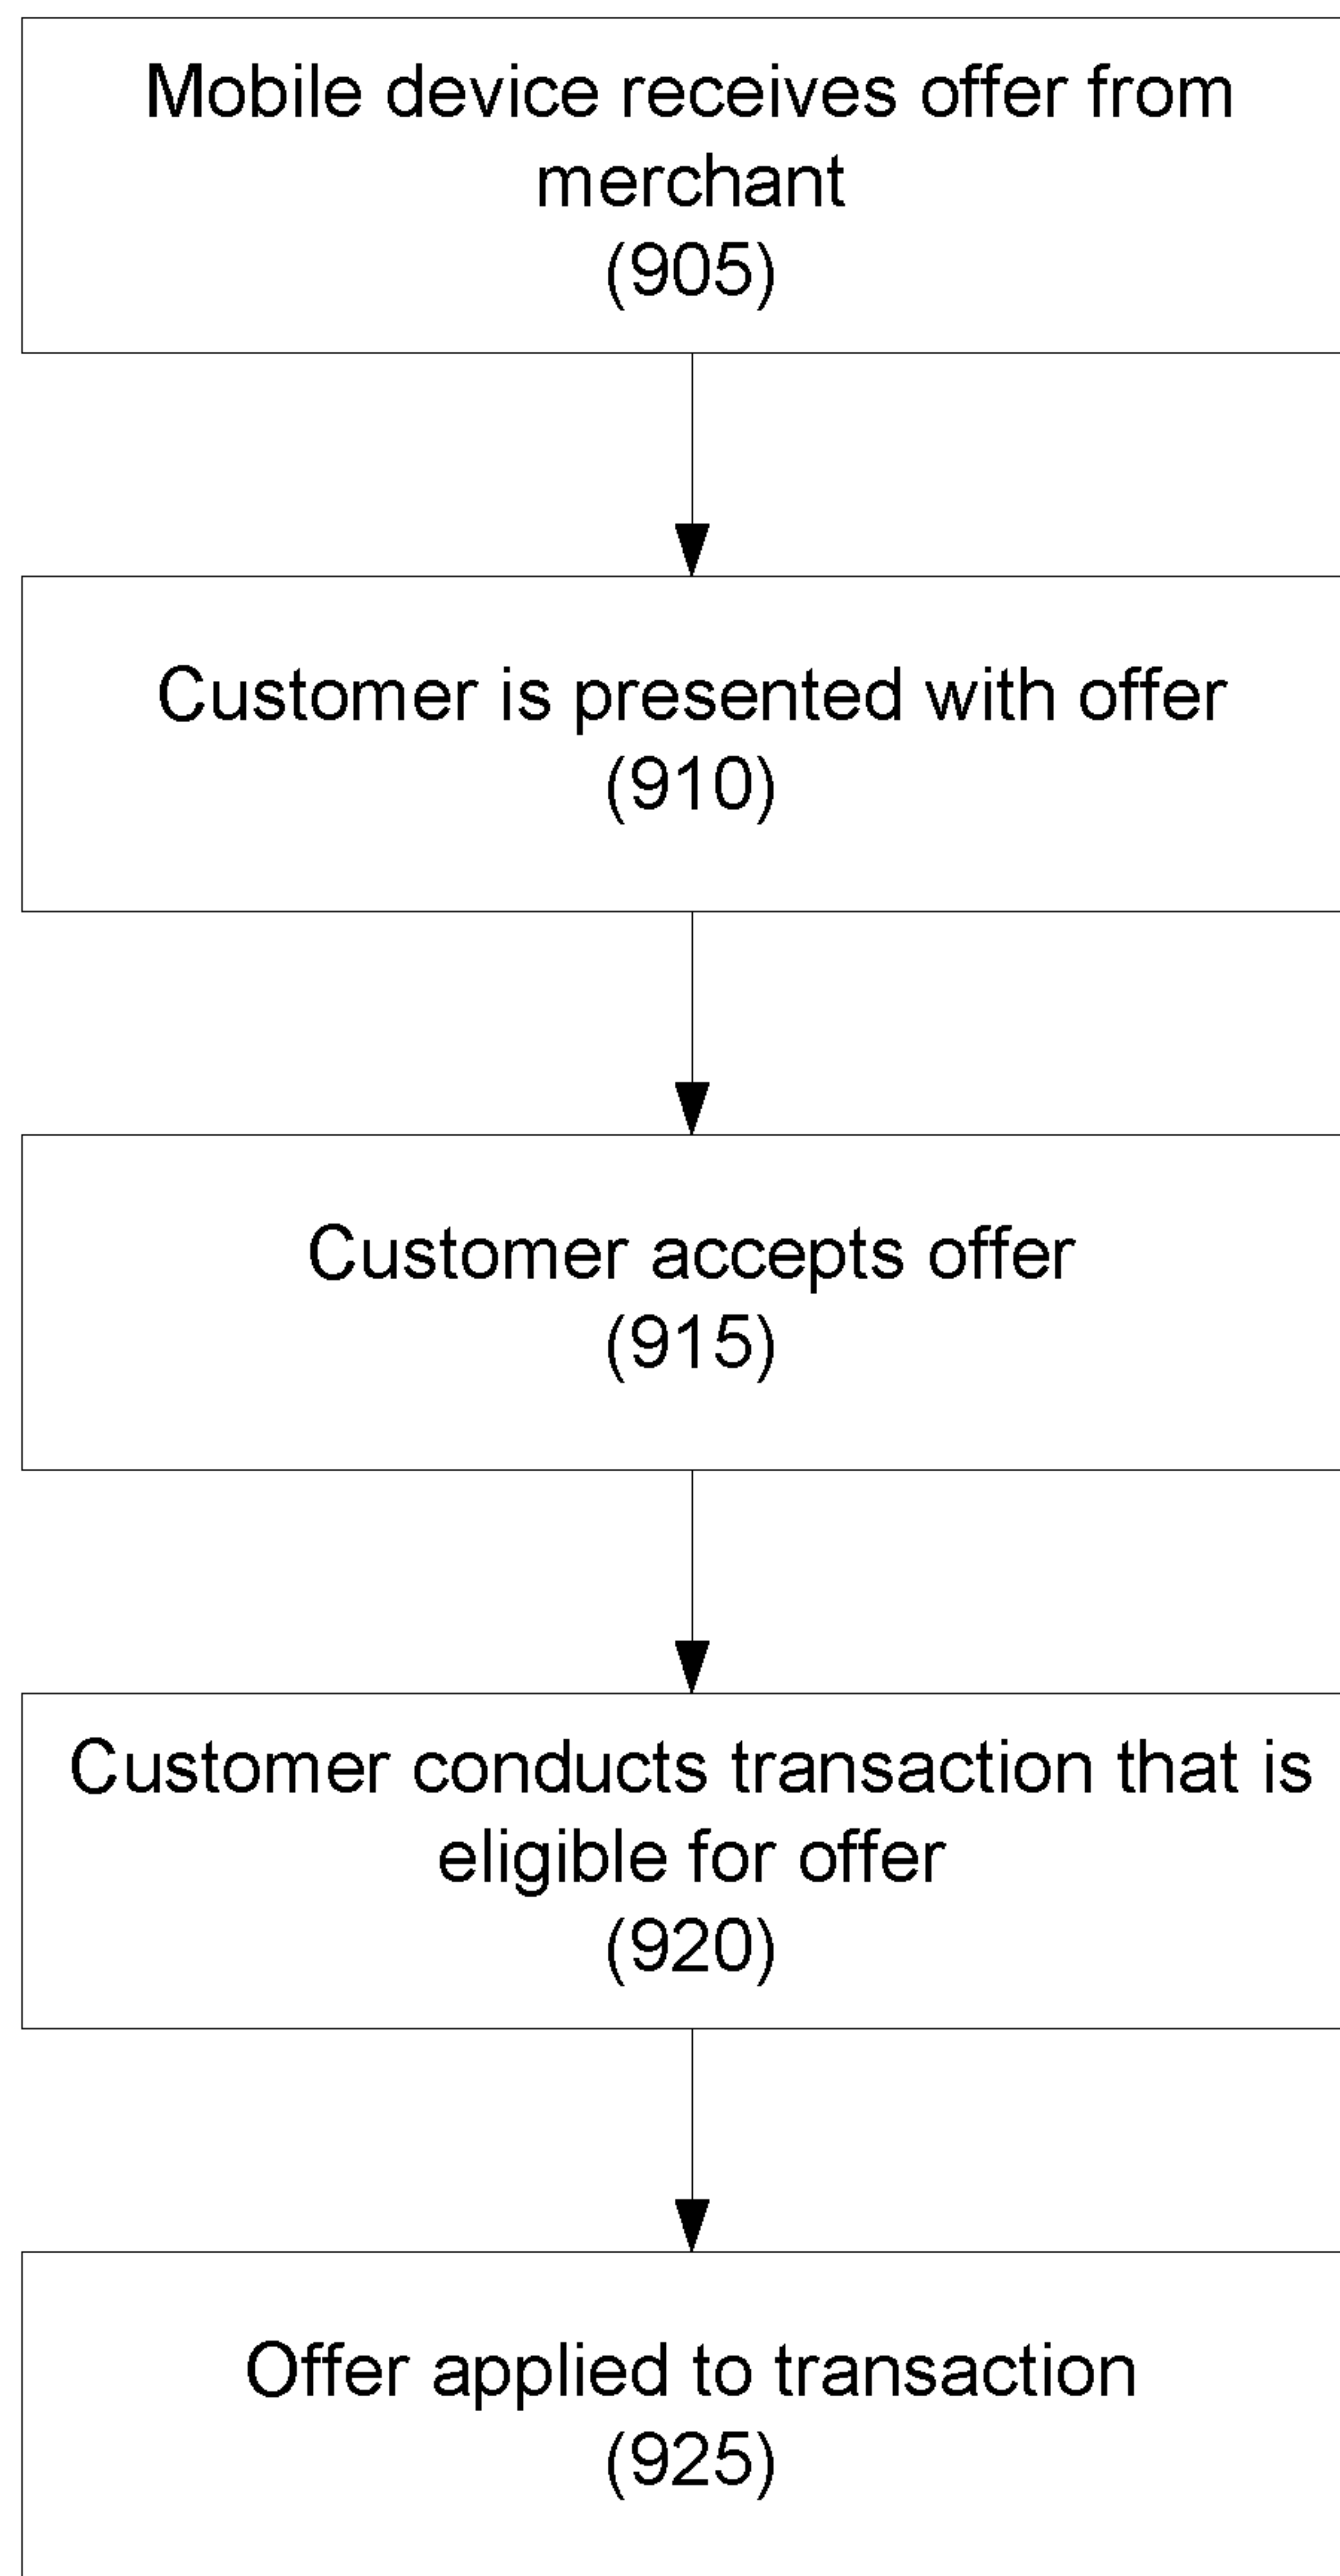 Mobile device receives offer from
merchant
(905)
Customer is presented with offer
(910)
Customer accepts offer
(915)
Customer conducts transaction that is
eligible for offer
(920)
Offer applied to transaction
(925)